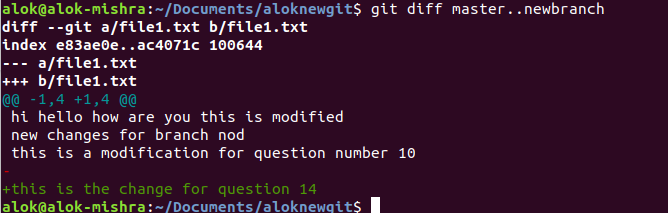 alok@alok-mishra:~/Documents/aloknewgit$ git diff master..newbranch
diff --git a/file1.txt b/file1.txt
index e83ae0e..ac4071c 100644
--- a/file1.txt
+++ b/file1.txt
@@ -1,4 +1,4 @@
 hi hello how are you this is modified
 new changes for branch nod
 this is a modification for question number 10
-
+this is the change for question 14
alok@alok-mishra:~/Documents/aloknewgit$